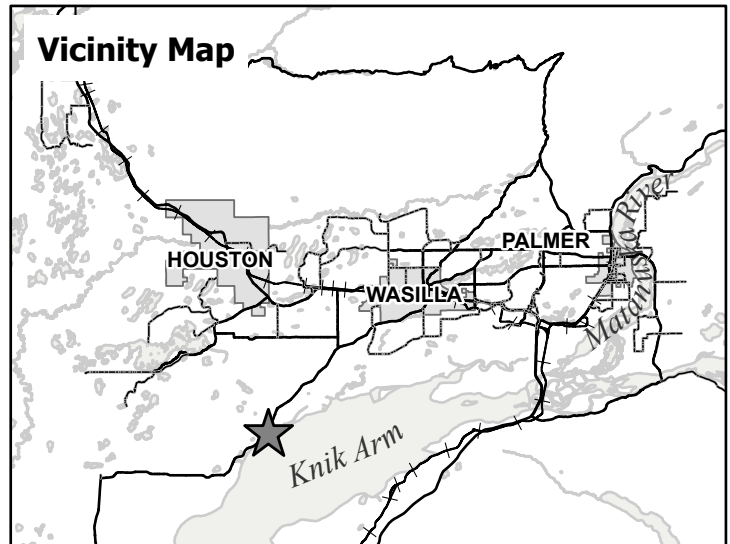 Vicinity Map
HOUSTON
PALMER
WASILLA
Matanuska River
Knik Arm